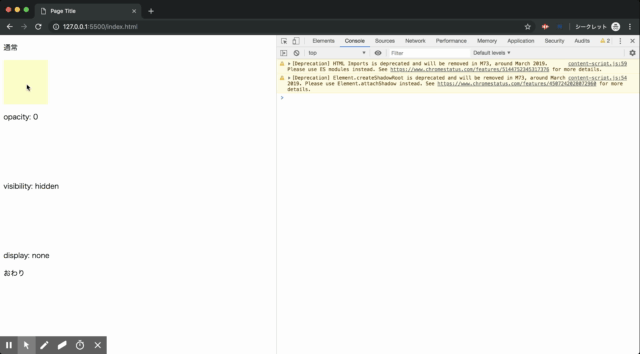 Page Title
127.0.0.1:5500/index.html
シークレット
通常
opacity: 0
visibility: hidden
display: none
おわり
Elements Console Sources Network Performance Memory Application Security Audits 2
top Filter Default levels
[Deprecation] HTML Imports is deprecated and will be removed in M73, around March 2019. content-script.js:59
Please use ES modules instead. See https://www.chromestatus.com/features/5144752345317376 for more details.
[Deprecation] Element.createShadowRoot is deprecated and will be removed in M73, around March content-script.js:54
2019. Please use Element.attachShadow instead. See https://www.chromestatus.com/features/4507242028072960 for more
details.